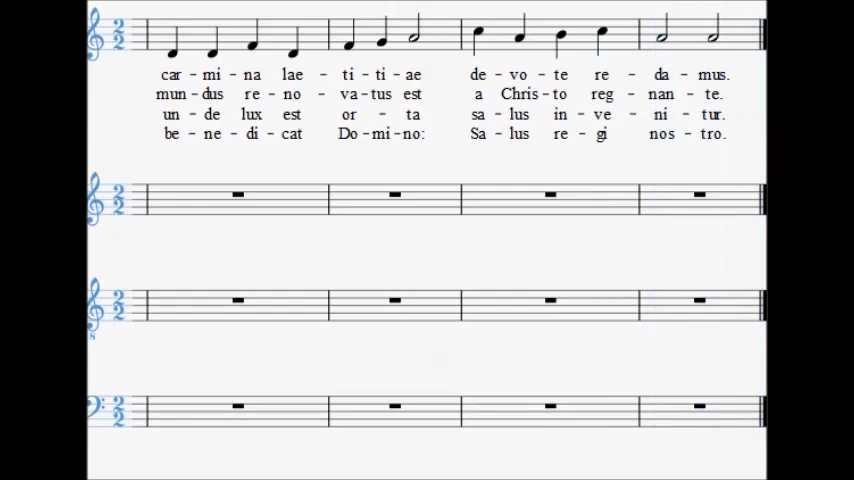 car-mi-na lae-ti-ti-ae de-vo-te re-da-mus.
mun-dus re-no-va-tus est a Chris-to reg-nan-te.
un-de lux est or-ta sa-lus in-ve-ni-tur.
be-ne-di-cat Do-mi-no: Sa-lus re-gi nos-tro.